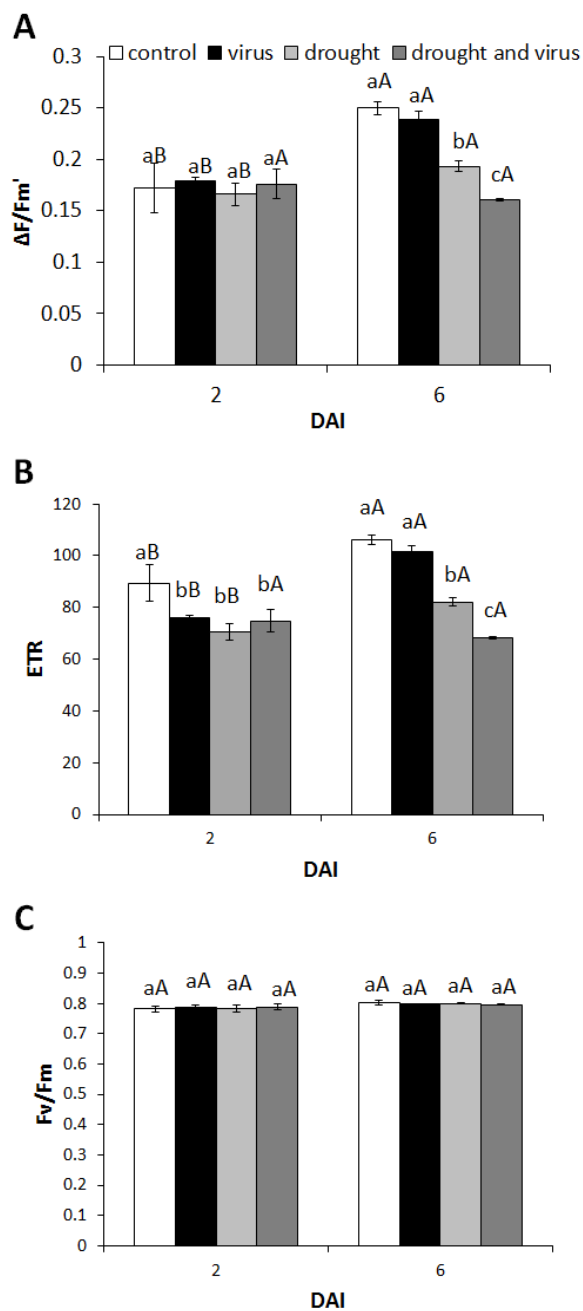 A
control virus drought drought and virus
0.3
0.25
0.2
0.15
0.1
0.05
0
ΔF/Fm'
aB aB aB aA
aA aA bA cA
2 6
DAI
B
120
100
80
60
40
20
0
ETR
aB bB bB bA
aA aA bA cA
2 6
DAI
C
1
0.9
0.8
0.7
0.6
0.5
0.4
0.3
0.2
0.1
0
Fv/Fm
aA aA aA aA
aA aA aA aA
2 6
DAI